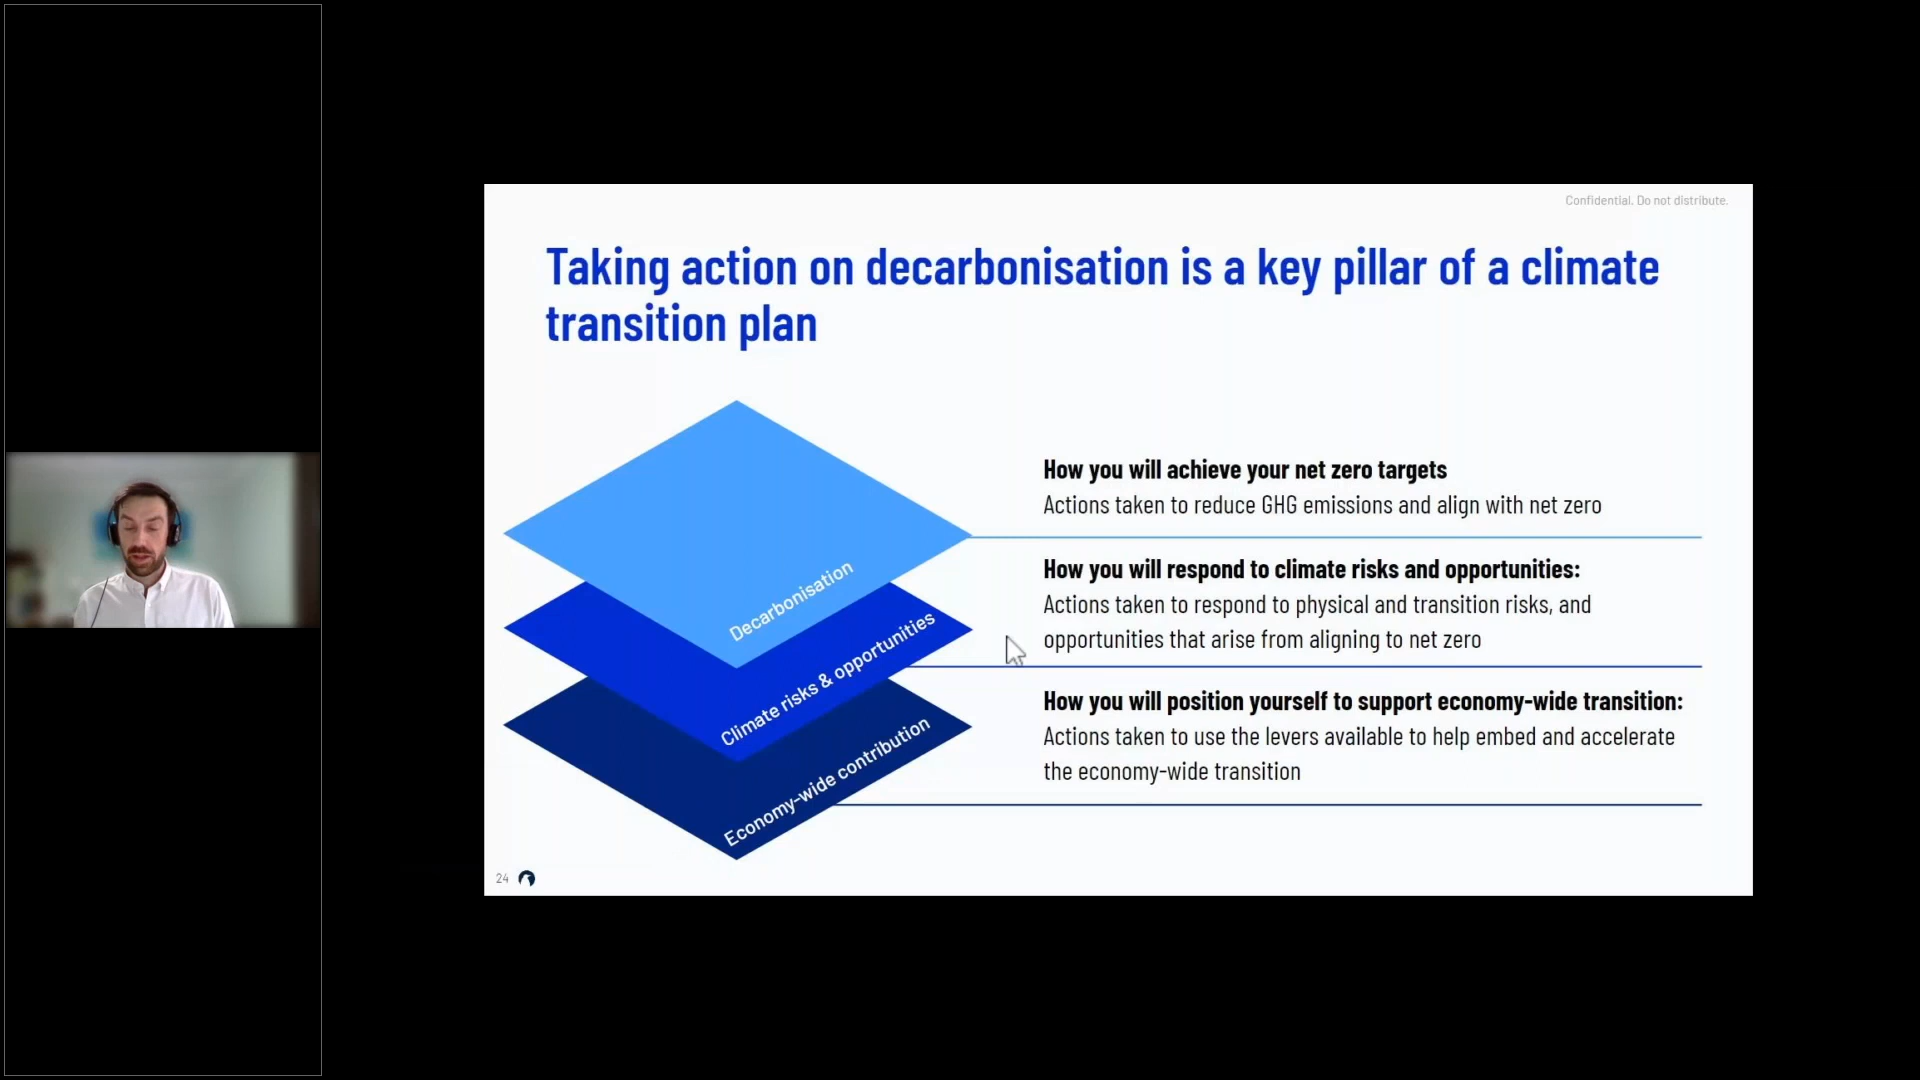 Confidential. Do not distribute.
Taking action on decarbonisation is a key pillar of a climate
transition plan
Decarbonisation
How you will achieve your net zero targets
Actions taken to reduce GHG emissions and align with net zero
Climate risks & opportunities
How you will respond to climate risks and opportunities:
Actions taken to respond to physical and transition risks, and
opportunities that arise from aligning to net zero
Economy-wide contribution
How you will position yourself to support economy-wide transition:
Actions taken to use the levers available to help embed and accelerate
the economy-wide transition
24